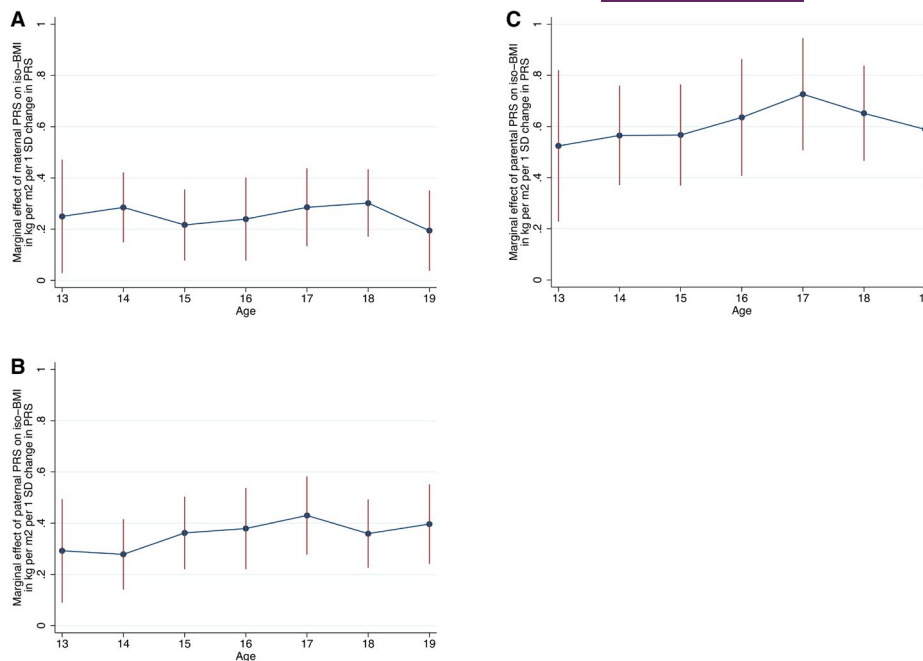 A
Marginal effect of maternal PRS on iso−BMI
in kg per m2 per 1 SD change in PRS
1
.8
.6
.4
.2
0
13 14 15 16 17 18 19
Age
B
Marginal effect of paternal PRS on iso−BMI
in kg per m2 per 1 SD change in PRS
1
.8
.6
.4
.2
0
13 14 15 16 17 18 19
Age
C
Marginal effect of parental PRS on iso−BMI
in kg per m2 per 1 SD change in PRS
1
.8
.6
.4
.2
0
13 14 15 16 17 18
Age